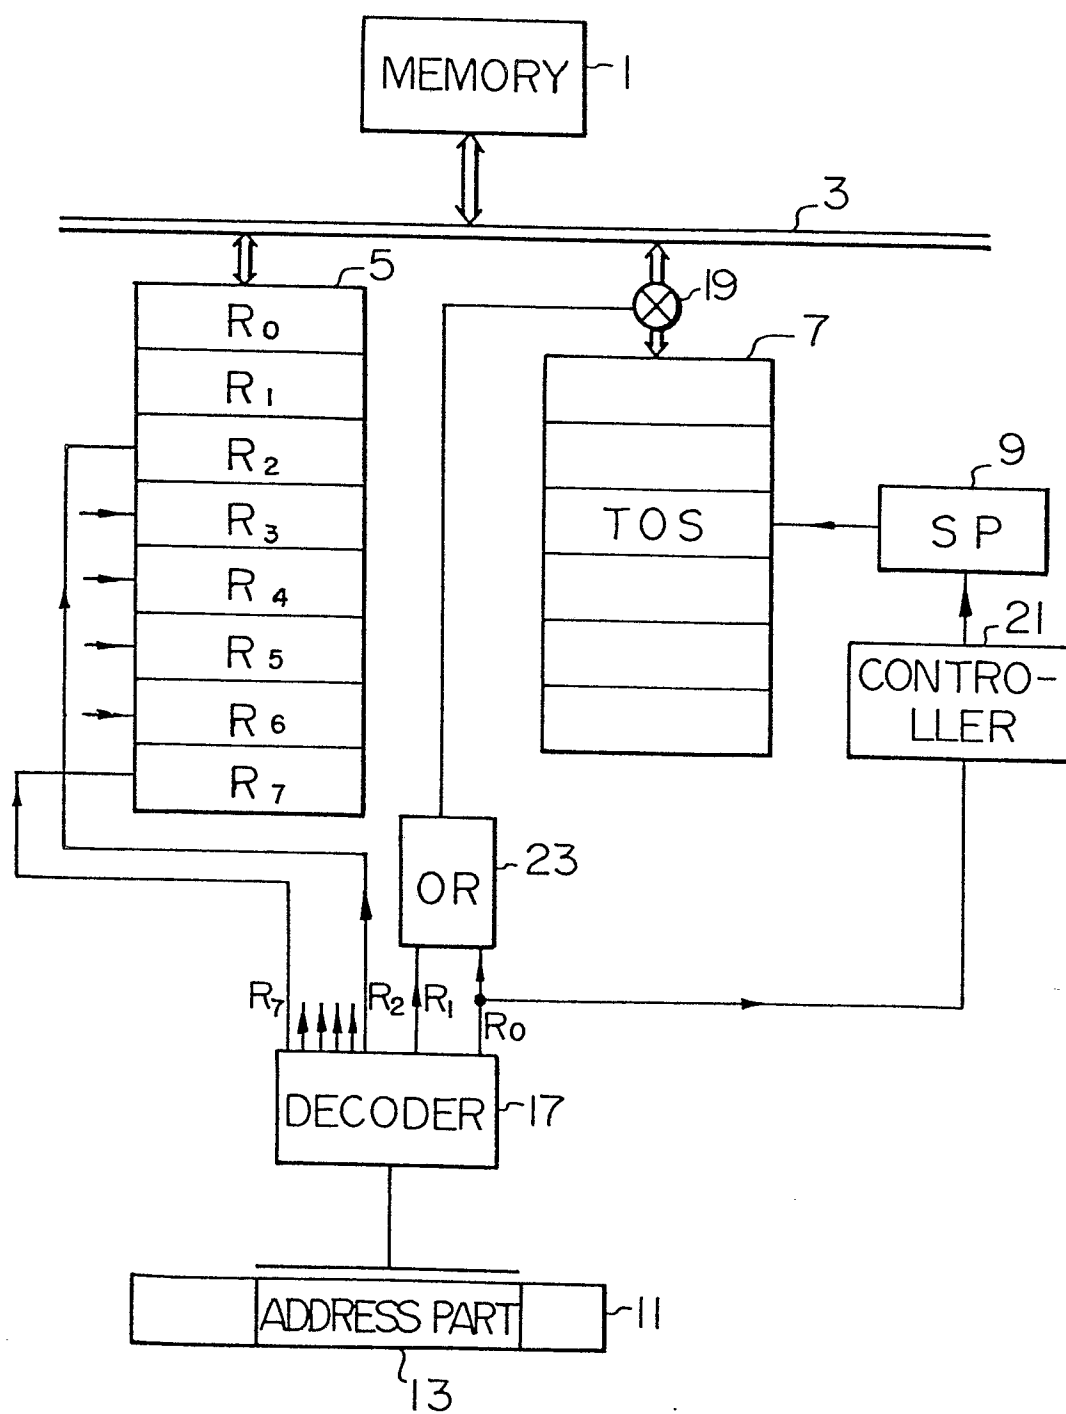 MEMORY
1
3
5
19
7
R0
R1
R2
R3
R4
R5
R6
R7
TOS
9
SP
21
CONTRO-
LLER
23
OR
R7
R2
R1
R0
DECODER
17
ADDRESS PART
11
13